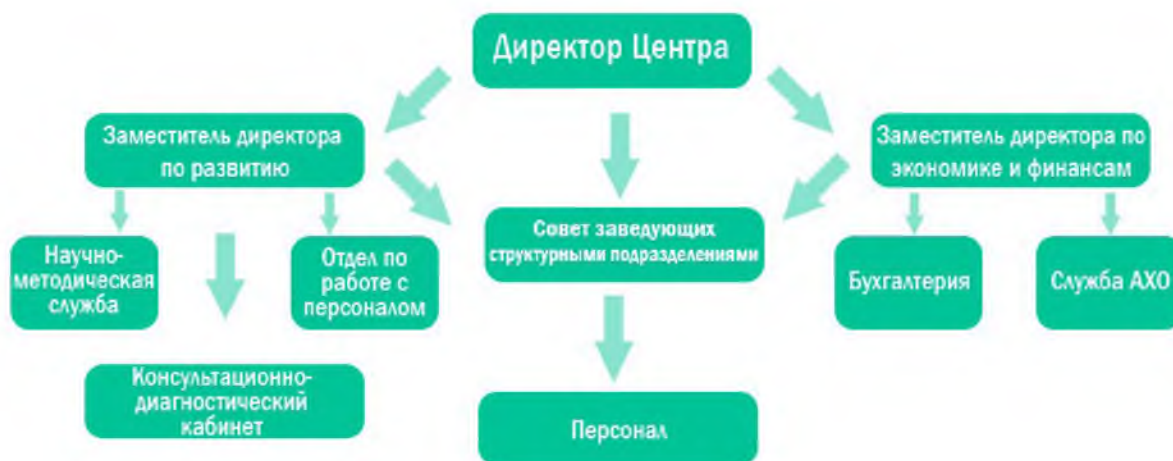 Директор Центра
Заместитель директора
по развитию
Заместитель директора по
экономике и финансам
Совет заведующих
структурными подразделениями
Научно-
методическая
служба
Отдел по
работе с
персоналом
Бухгалтерия
Служба АХО
Консультационно-
диагностический
кабинет
Персонал